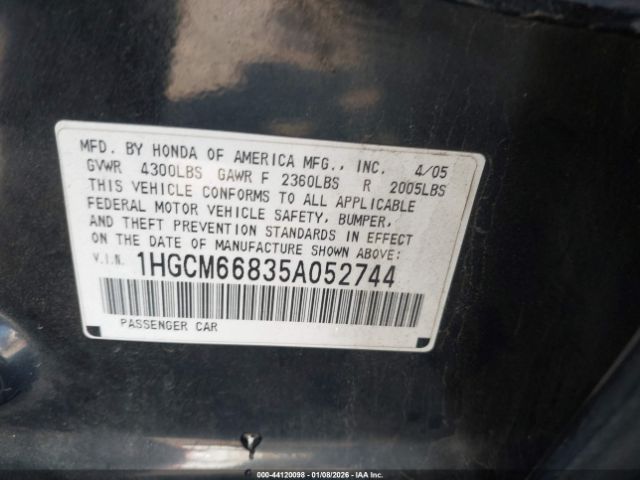 MFD. BY HONDA OF AMERICA MFG., INC. 4/05
GVWR 4300LBS GAWR F 2360LBS R 2005LBS
THIS VEHICLE CONFORMS TO ALL APPLICABLE
FEDERAL MOTOR VEHICLE SAFETY, BUMPER,
AND THEFT PREVENTION STANDARDS IN EFFECT
ON THE DATE OF MANUFACTURE SHOWN ABOVE.
V.I.N. 1HGCM66835A052744
PASSENGER CAR
000-44120098 - 01/08/2026 - IAA Corp.